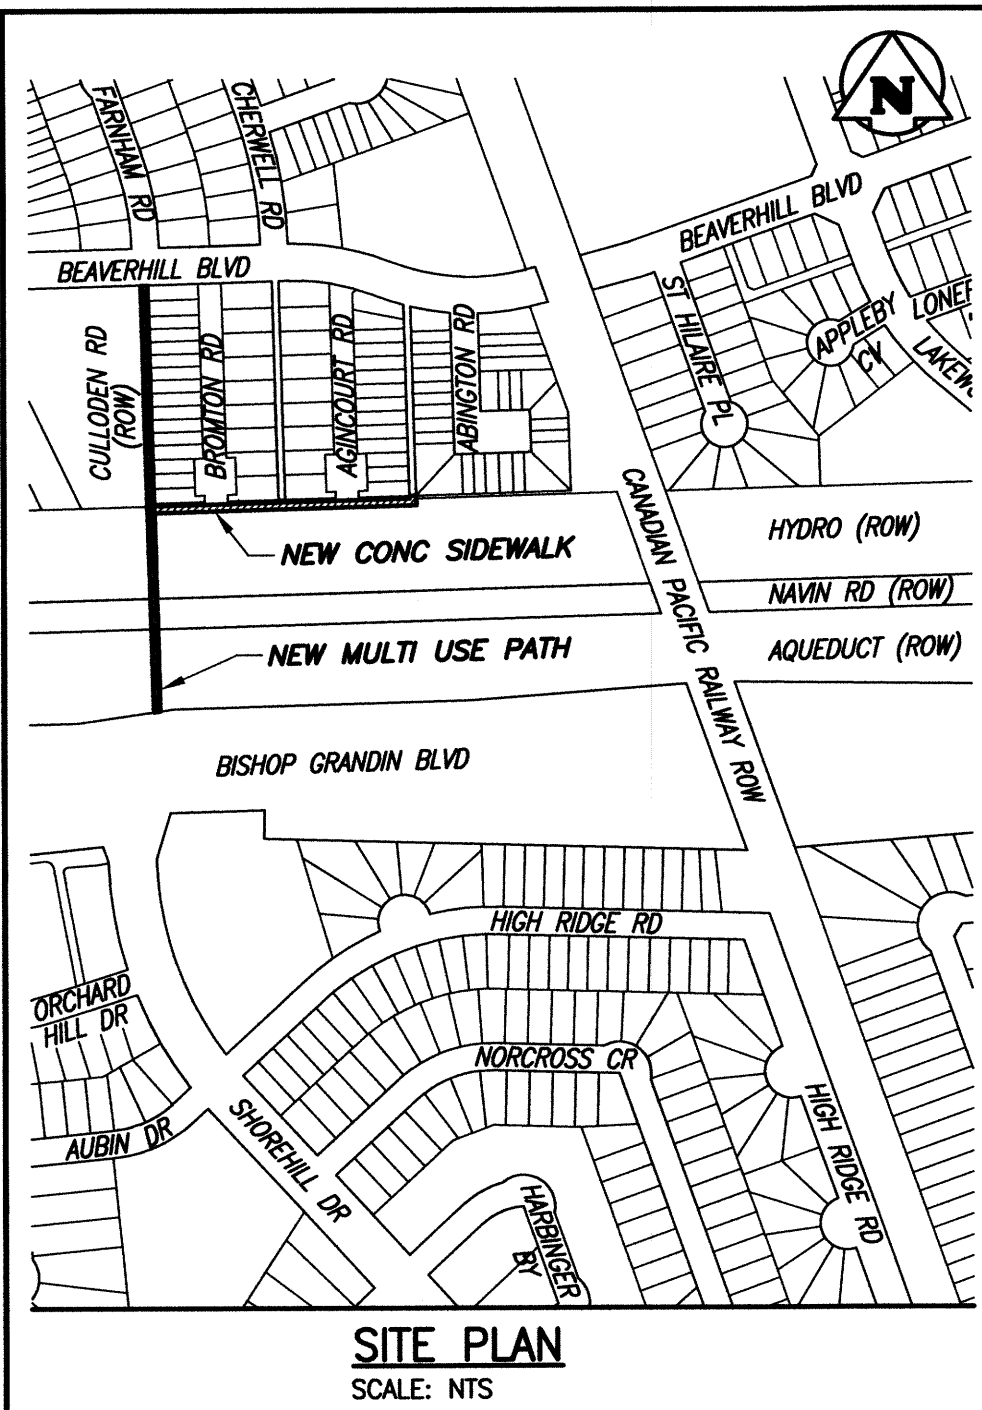 N
FARNHAM RD
CHERWELL RD
BEAVERHILL BLVD
BEAVERHILL BLVD
CULLODEN RD
(ROW)
BROMTON RD
AGINCOURT RD
ABINGTON RD
ST HILAIRE PL
APPLEBY
CV
CANADIAN PACIFIC RAILWAY ROW
HYDRO (ROW)
NEW CONC SIDEWALK
NAVIN RD (ROW)
NEW MULTI USE PATH
AQUEDUCT (ROW)
BISHOP GRANDIN BLVD
HIGH RIDGE RD
ORCHARD
HILL DR
NORCROSS CR
AUBIN DR
SHOREHILL DR
HIGH RIDGE RD
HARBINGER
BY
SITE PLAN
SCALE: NTS